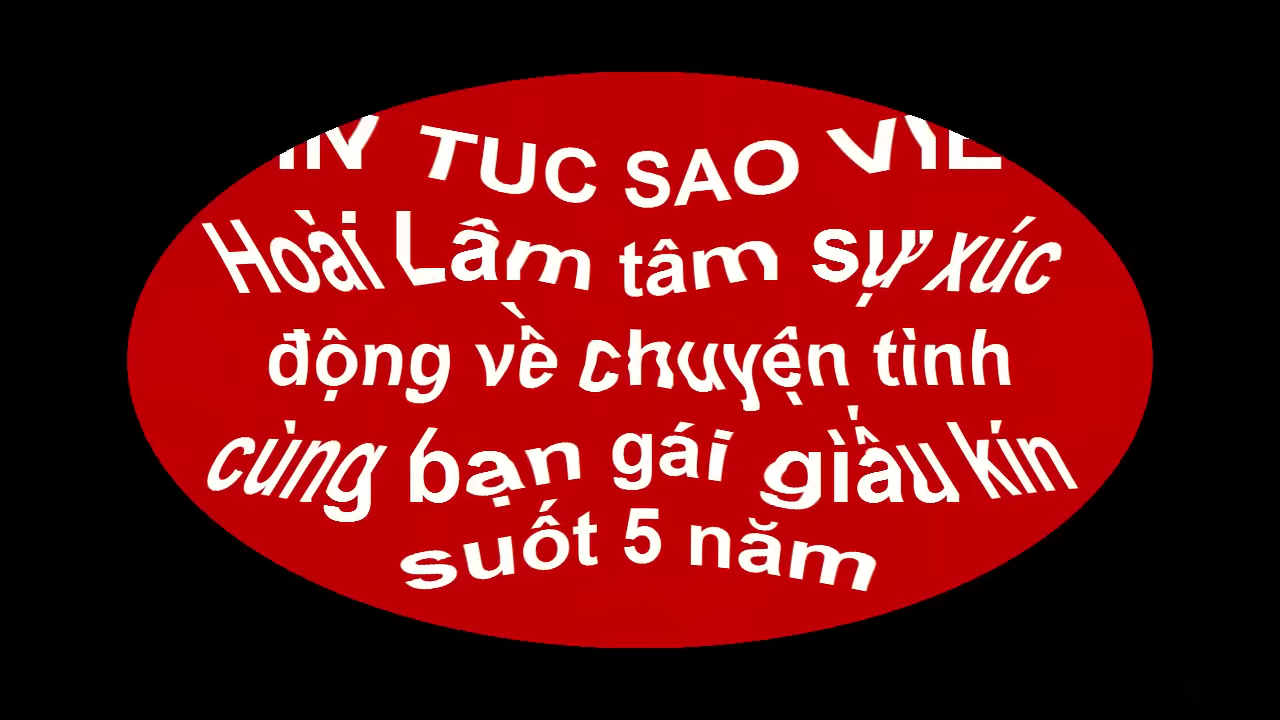 TUC SAO
Hoài Lâm tâm sự xúc
động về chuyện tình
cùng bạn gái giấu kín
suốt 5 năm